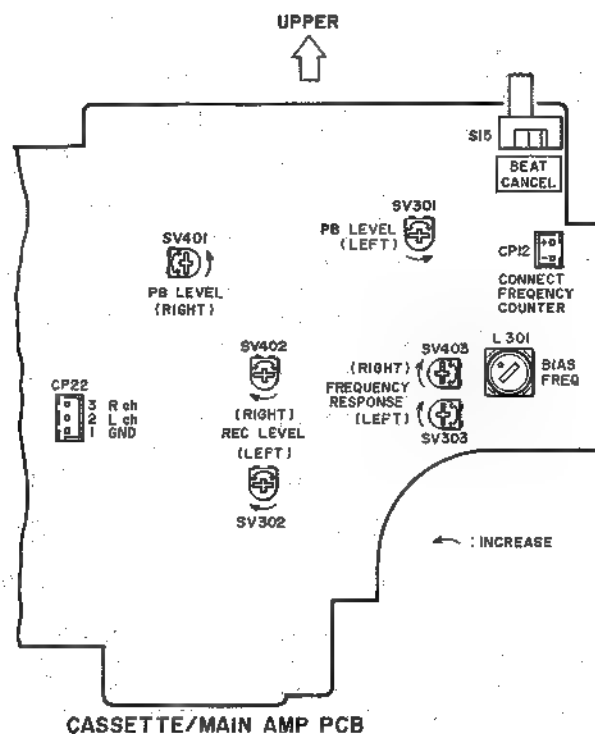 UPPER
S15
BEAT
CANCEL
SV301
PB LEVEL
(LEFT)
SV401
PB LEVEL
(RIGHT)
CP12
CONNECT
FREQENCY
COUNTER
L301
BIAS
FREQ
SV402
(RIGHT)
SV403
FREQUENCY
RESPONSE
(LEFT)
SV303
CP22
3 R ch
2 L ch
1 GND
(RIGHT)
REC LEVEL
(LEFT)
SV302
: INCREASE
CASSETTE/MAIN AMP PCB